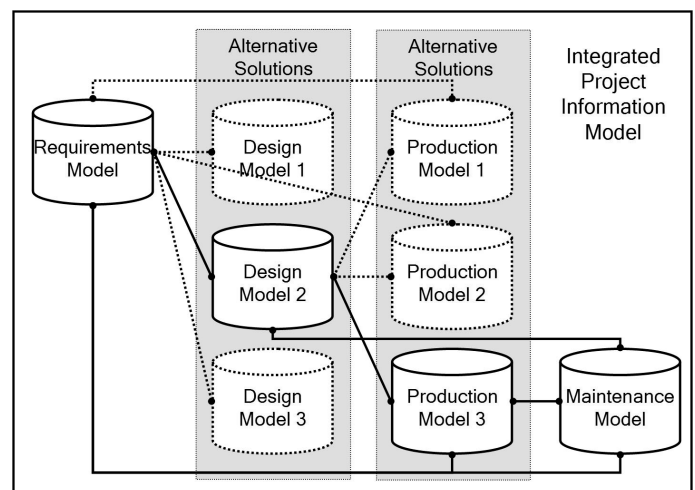 Alternative
Solutions
Alternative
Solutions
Integrated
Project
Information
Model
Requirements
Model
Design
Model 1
Production
Model 1
Design
Model 2
Production
Model 2
Design
Model 3
Production
Model 3
Maintenance
Model